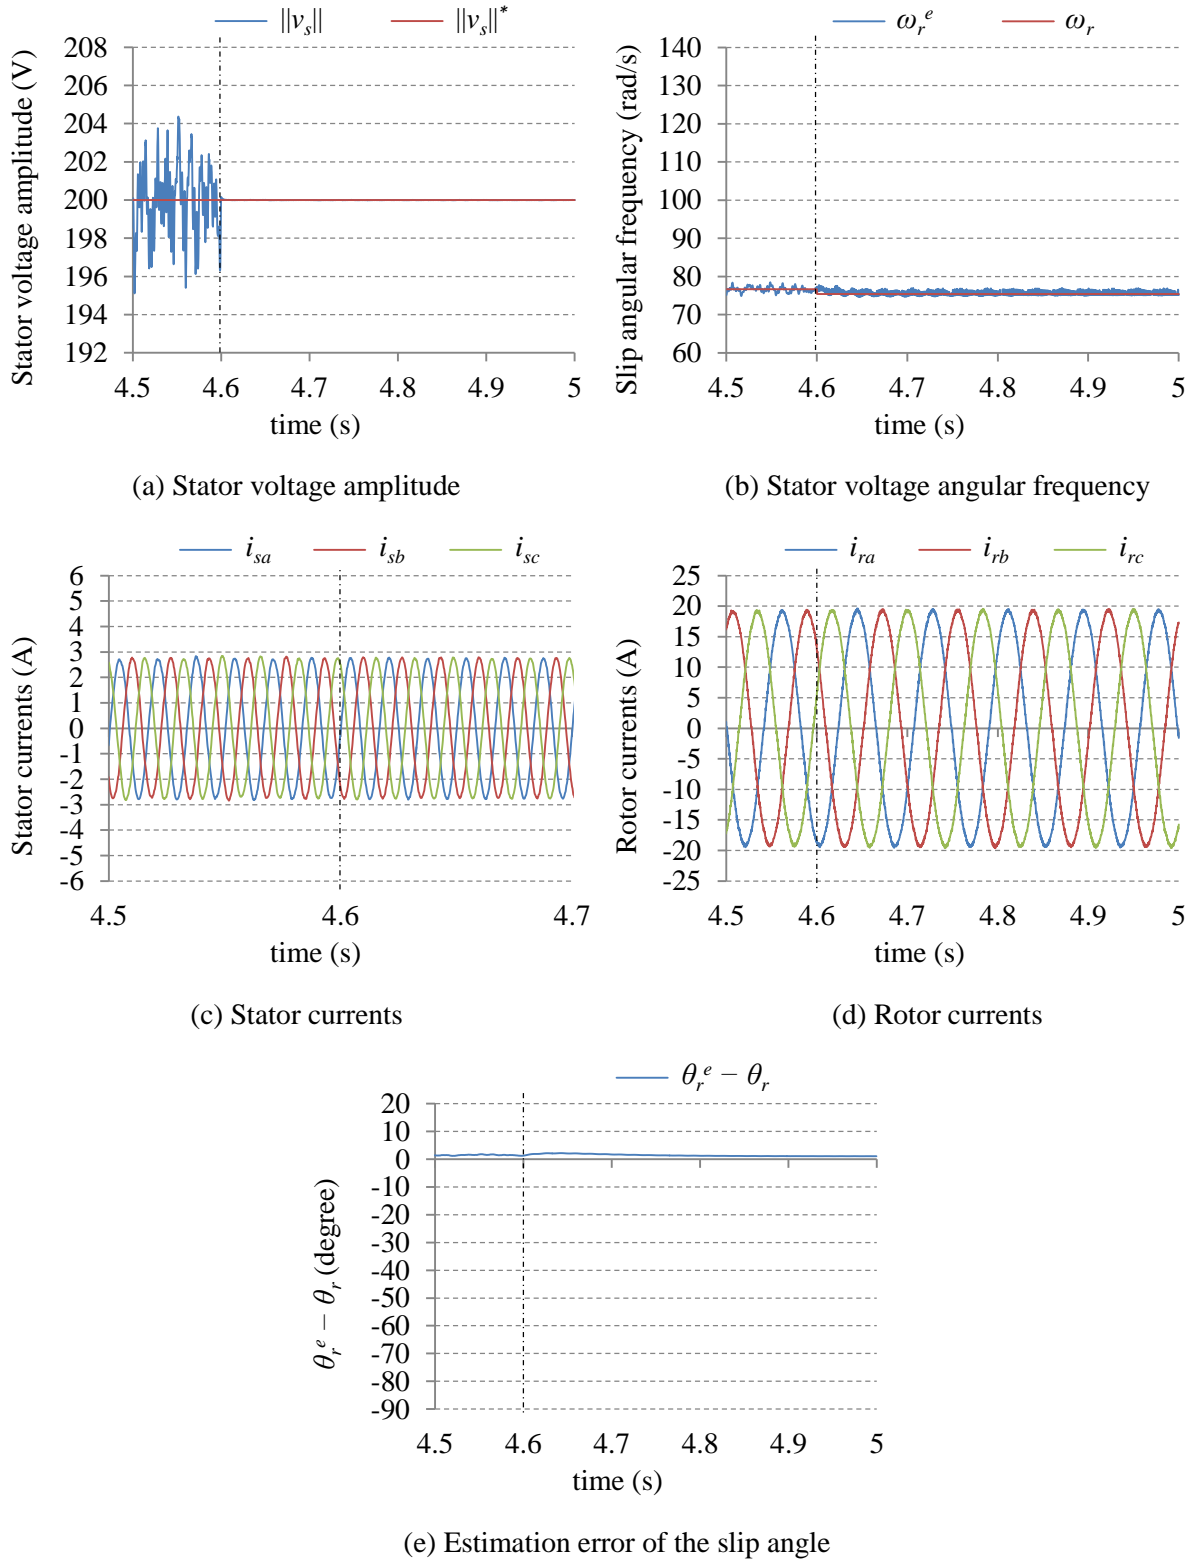 ||v_s|| ||v_s||*
Stator voltage amplitude (V)
208
206
204
202
200
198
196
194
192
4.5 4.6 4.7 4.8 4.9 5
time (s)
(a) Stator voltage amplitude
ω_r^e ω_r
Slip angular frequency (rad/s)
140
130
120
110
100
90
80
70
60
4.5 4.6 4.7 4.8 4.9 5
time (s)
(b) Stator voltage angular frequency
i_sa i_sb i_sc
Stator currents (A)
6
5
4
3
2
1
0
-1
-2
-3
-4
-5
-6
4.5 4.6 4.7
time (s)
(c) Stator currents
i_ra i_rb i_rc
Rotor currents (A)
25
20
15
10
5
0
-5
-10
-15
-20
-25
4.5 4.6 4.7 4.8 4.9 5
time (s)
(d) Rotor currents
θ_r^e − θ_r
θ_r^e − θ_r (degree)
20
10
0
-10
-20
-30
-40
-50
-60
-70
-80
-90
4.5 4.6 4.7 4.8 4.9 5
time (s)
(e) Estimation error of the slip angle